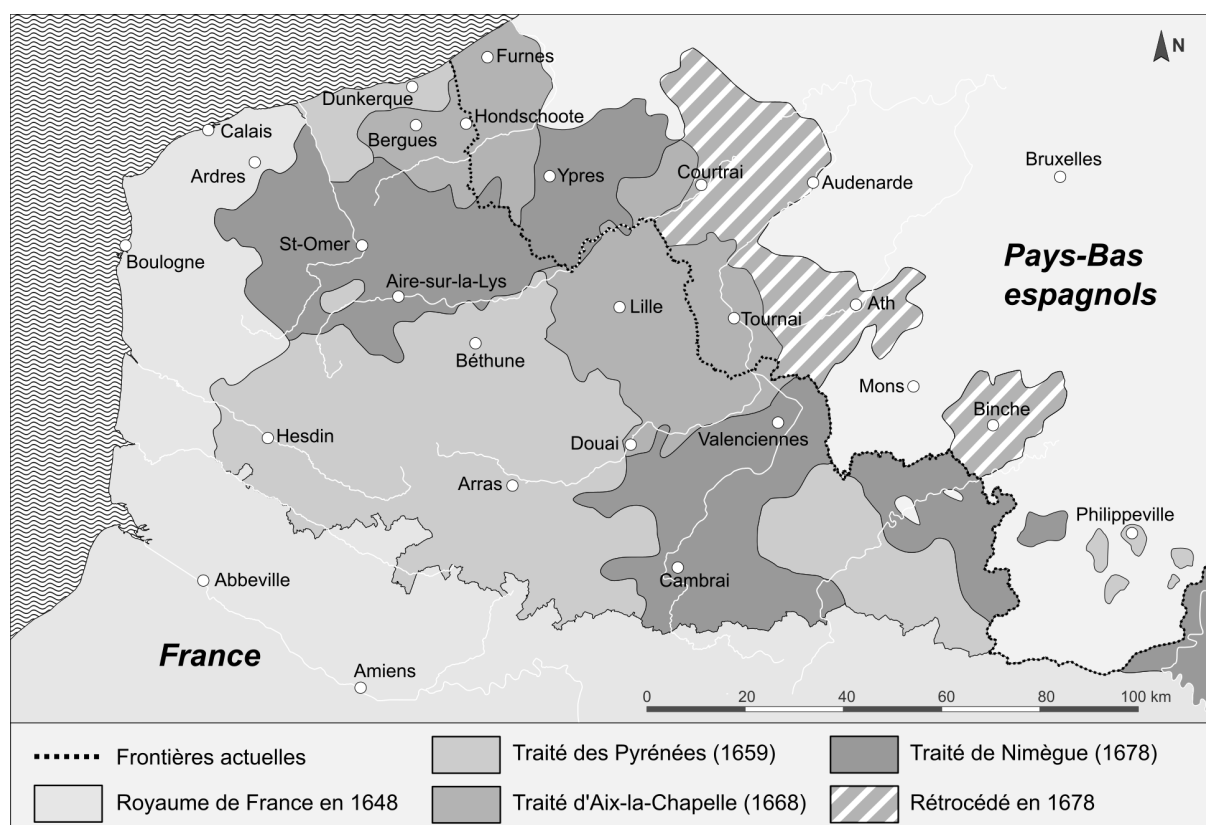 N
Furnes
Dunkerque
Hondschoote
Calais
Bergues
Ardres
Ypres
Courtrai
Audenarde
Bruxelles
St-Omer
Boulogne
Pays-Bas
espagnols
Aire-sur-la-Lys
Lille
Tournai
Ath
Béthune
Mons
Binche
Hesdin
Douai
Valenciennes
Arras
Philippeville
Abbeville
Cambrai
France
Amiens
0 20 40 60 80 100 km
Frontières actuelles
Traité des Pyrénées (1659)
Traité de Nimègue (1678)
Royaume de France en 1648
Traité d'Aix-la-Chapelle (1668)
Rétrocédé en 1678